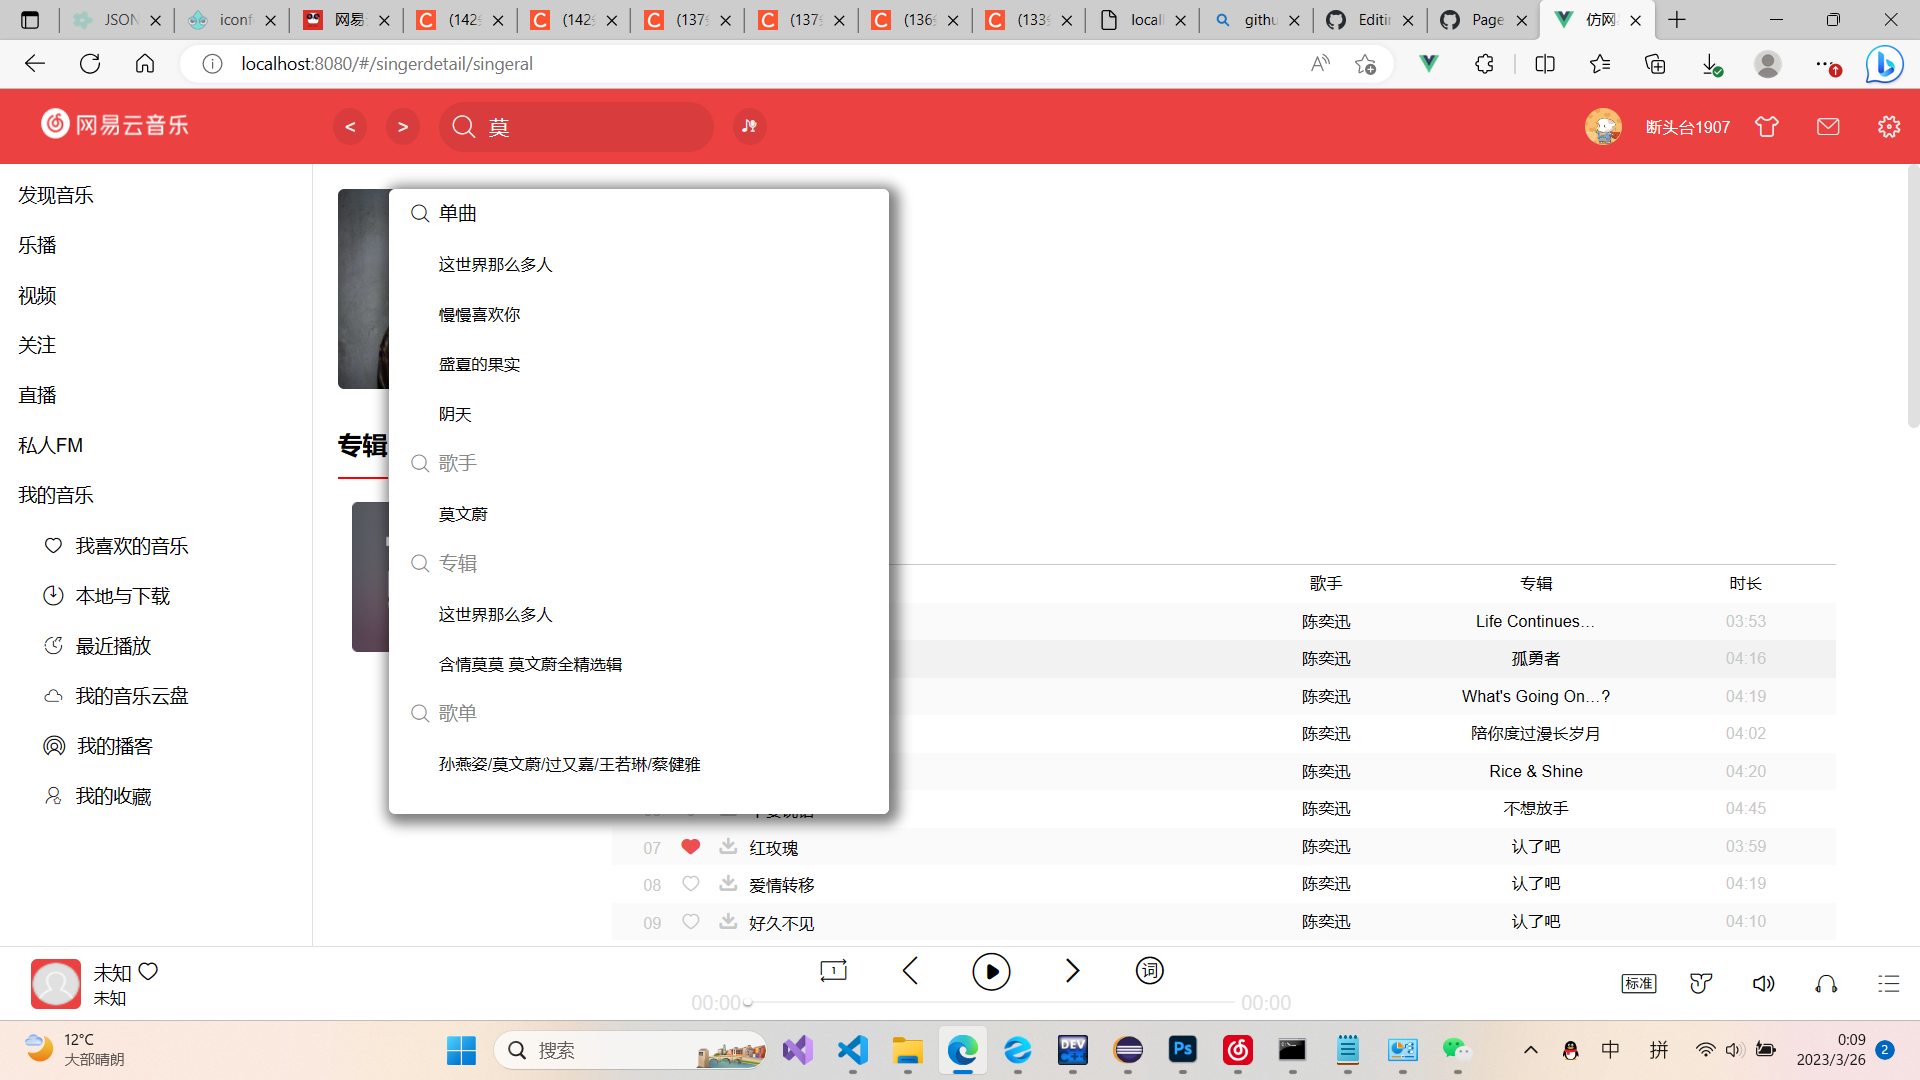 JSON
iconf
网易
(142
(142
(137
(137
(136
(133
local
githu
Editin
Page
仿网
localhost:8080/#/singerdetail/singeral
网易云音乐
<
>
莫
断头台1907
发现音乐
乐播
视频
关注
直播
私人FM
我的音乐
我喜欢的音乐
本地与下载
最近播放
我的音乐云盘
我的播客
我的收藏
专辑
单曲
这世界那么多人
慢慢喜欢你
盛夏的果实
阴天
歌手
莫文蔚
专辑
这世界那么多人
含情莫莫 莫文蔚全精选辑
歌单
孙燕姿/莫文蔚/过又嘉/王若琳/蔡健雅
歌手 专辑 时长
陈奕迅 Life Continues… 03:53
陈奕迅 孤勇者 04:16
陈奕迅 What's Going On…? 04:19
陈奕迅 陪你度过漫长岁月 04:02
陈奕迅 Rice & Shine 04:20
陈奕迅 不想放手 04:45
07 红玫瑰 陈奕迅 认了吧 03:59
08 爱情转移 陈奕迅 认了吧 04:19
09 好久不见 陈奕迅 认了吧 04:10
未知
未知
1
词
00:00 00:00
标准
12°C
大部晴朗
搜索
DEV
Ps
中
拼
0:09
2023/3/26
2